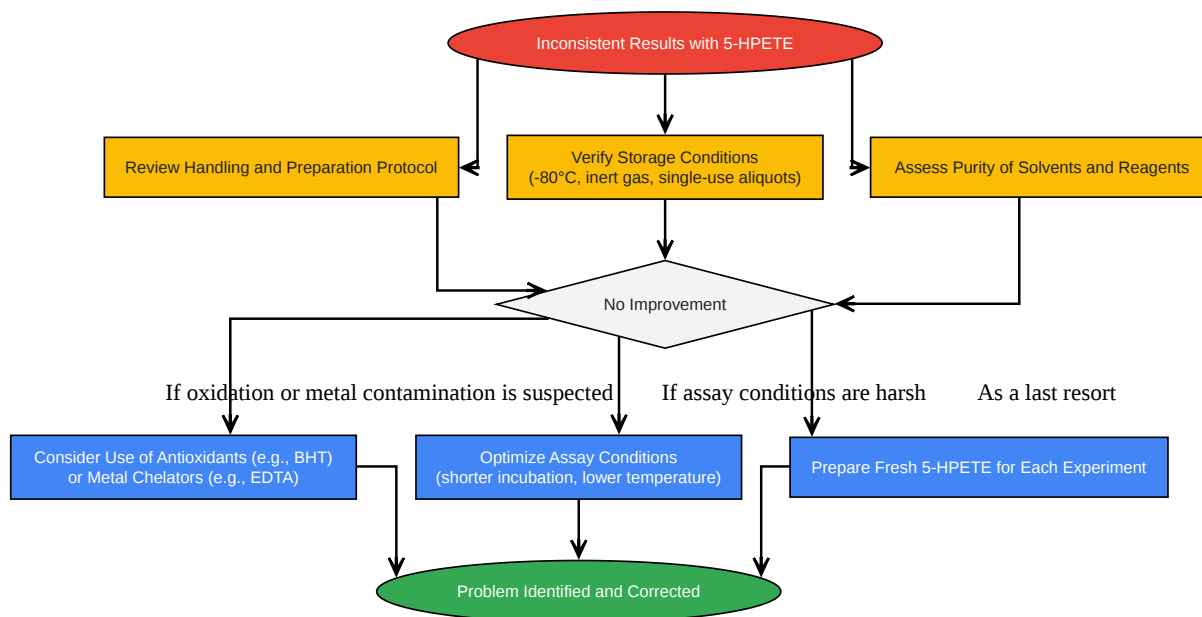 Inconsistent Results with 5-HPETE
Review Handling and Preparation Protocol
Verify Storage Conditions
(-80°C, inert gas, single-use aliquots)
Assess Purity of Solvents and Reagents
No Improvement
If oxidation or metal contamination is suspected
If assay conditions are harsh
As a last resort
Consider Use of Antioxidants (e.g., BHT)
or Metal Chelators (e.g., EDTA)
Optimize Assay Conditions
(shorter incubation, lower temperature)
Prepare Fresh 5-HPETE for Each Experiment
Problem Identified and Corrected